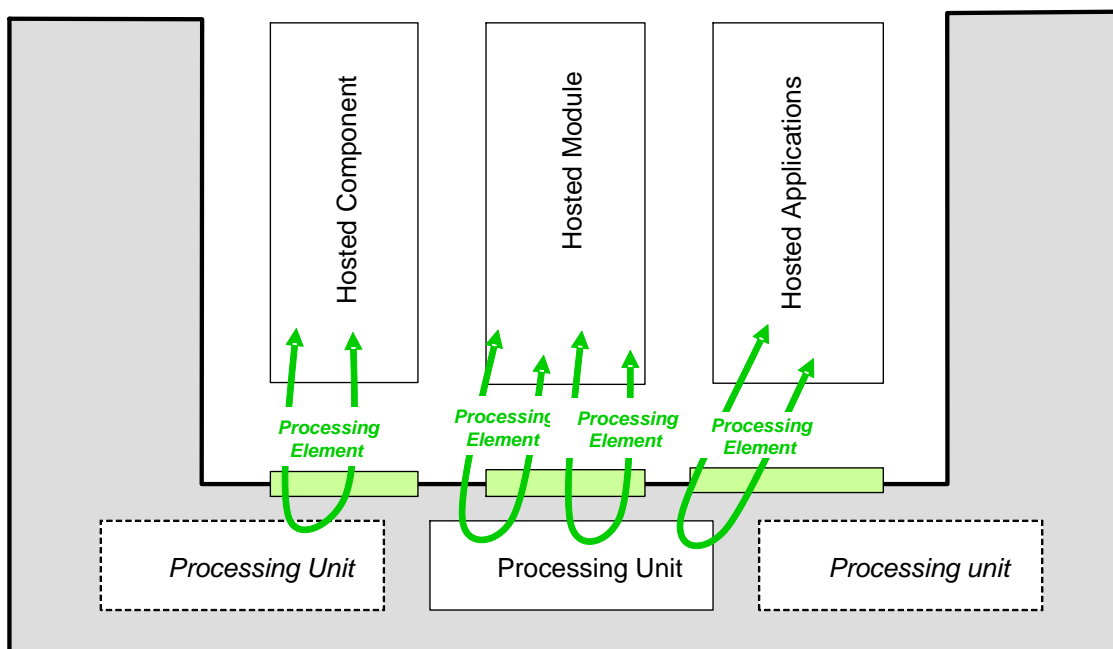 Hosted Component
Hosted Module
Hosted Applications
Processing
Element
Processing
Element
Processing
Element
Processing
Element
Processing Unit
Processing Unit
Processing unit